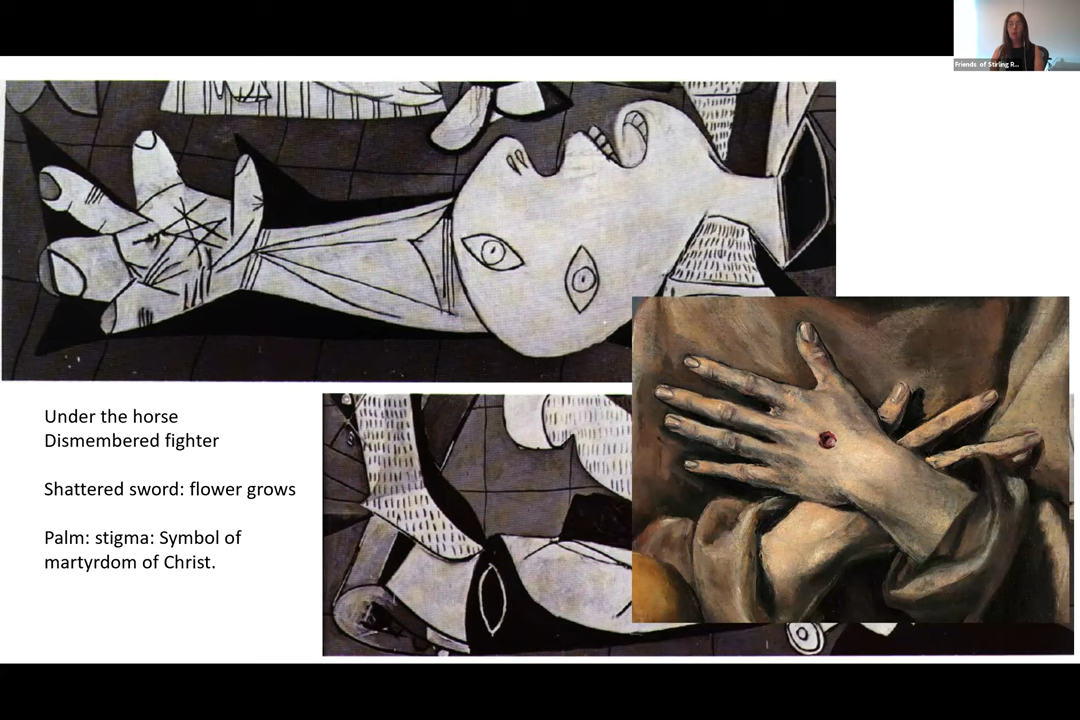 Friends of Stirling R...
Under the horse
Dismembered fighter
Shattered sword: flower grows
Palm: stigma: Symbol of
martyrdom of Christ.